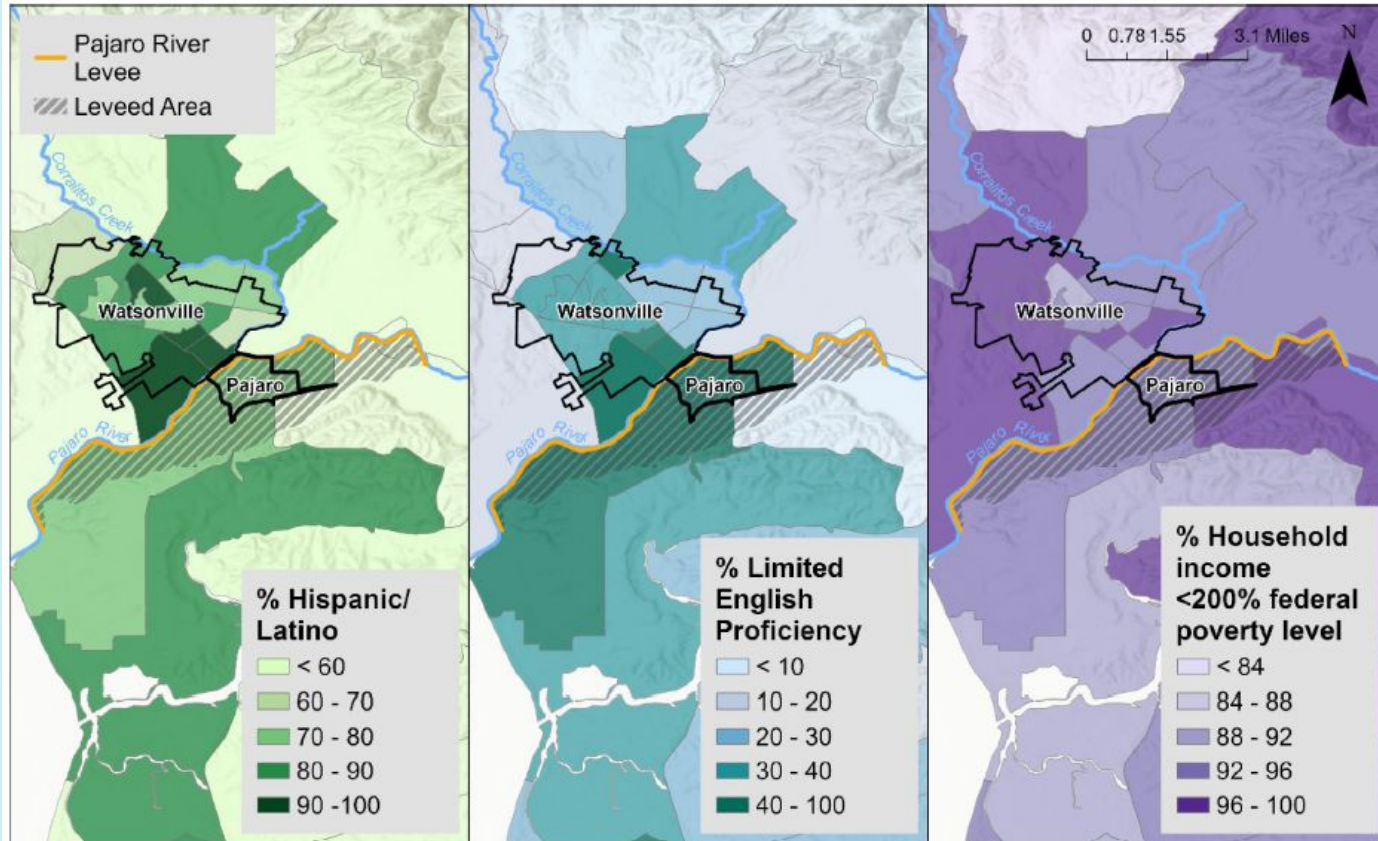 Pajaro River
Levee
Leveed Area
Corralitos Creek
Watsonville
Pajaro
Pajaro River
% Hispanic/
Latino
< 60
60 - 70
70 - 80
80 - 90
90 -100
Corralitos Creek
Watsonville
Pajaro
Pajaro River
% Limited
English
Proficiency
< 10
10 - 20
20 - 30
30 - 40
40 - 100
0 0.78 1.55 3.1 Miles
N
Corralitos Creek
Watsonville
Pajaro
Pajaro River
% Household
income
<200% federal
poverty level
< 84
84 - 88
88 - 92
92 - 96
96 - 100